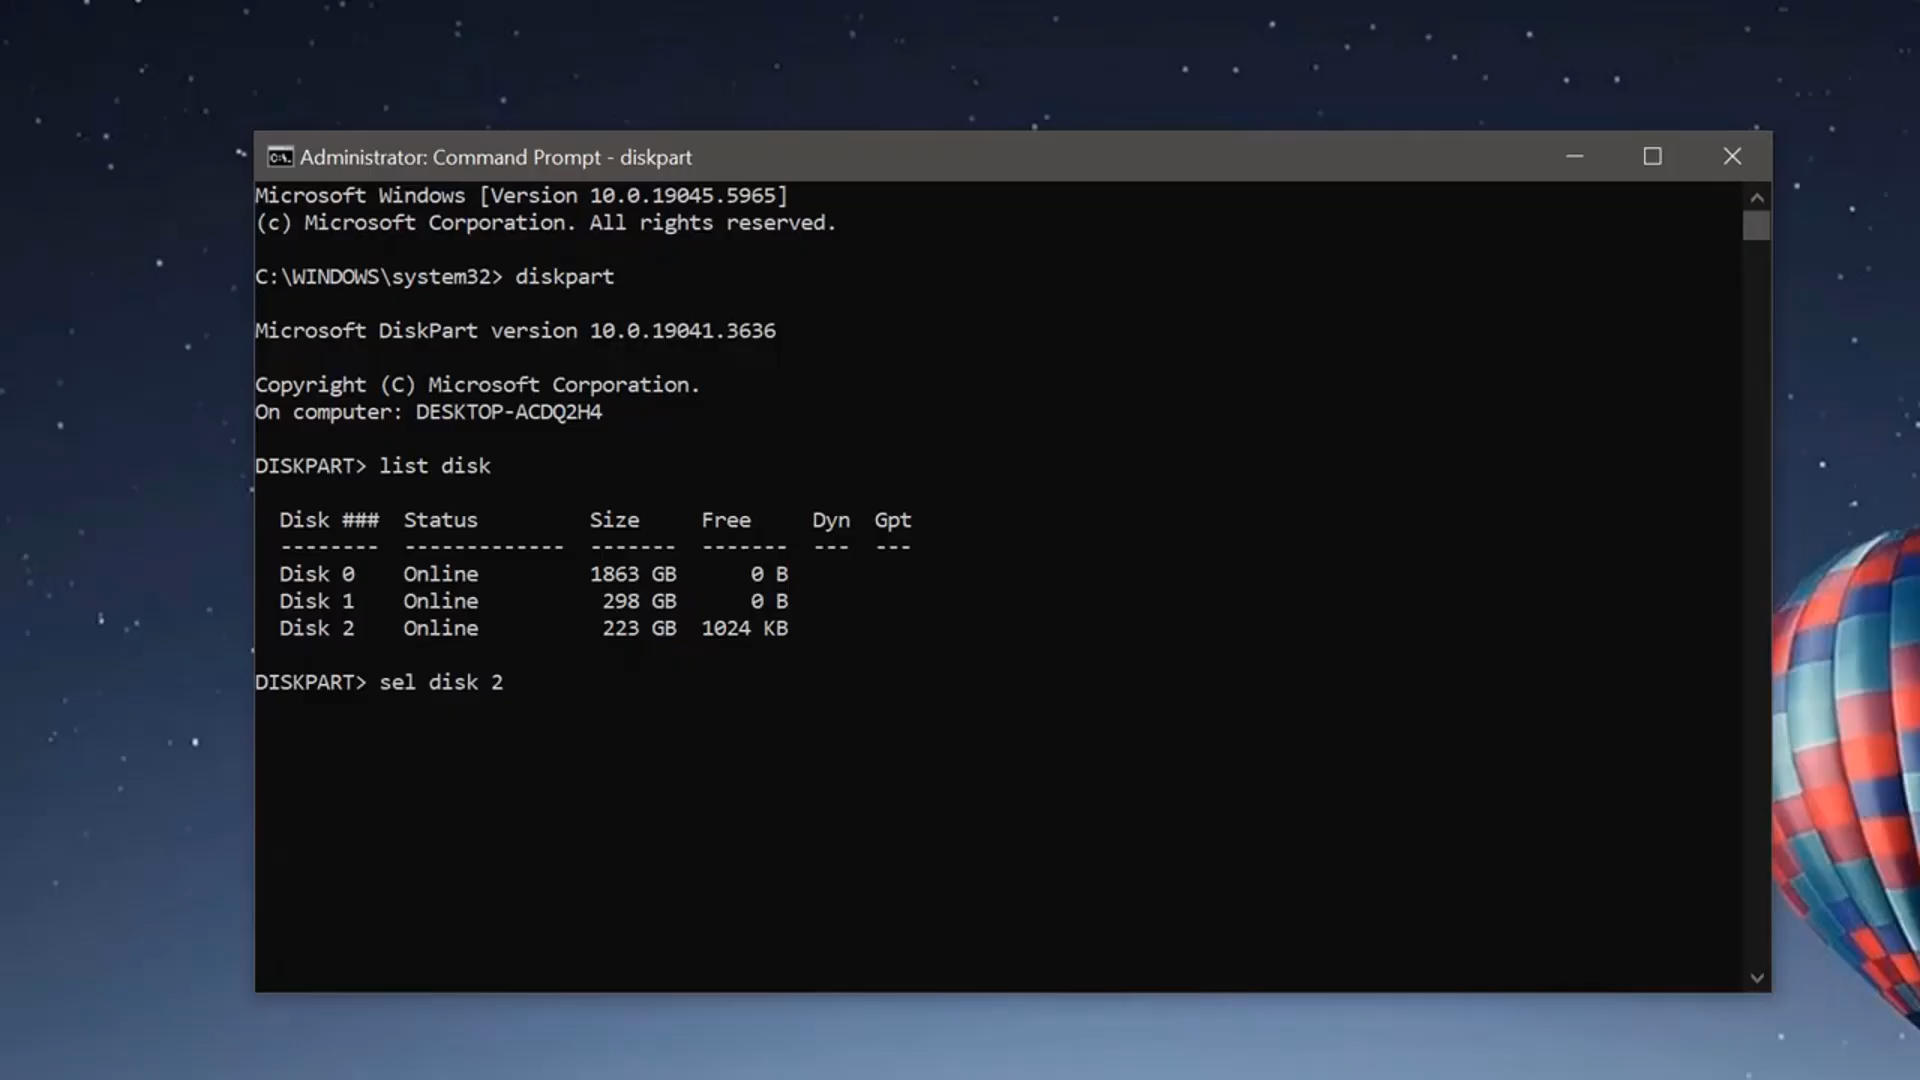 Administrator: Command Prompt - diskpart
Microsoft Windows [Version 10.0.19045.5965]
(c) Microsoft Corporation. All rights reserved.
C:\WINDOWS\system32> diskpart
Microsoft DiskPart version 10.0.19041.3636
Copyright (C) Microsoft Corporation.
On computer: DESKTOP-ACDQ2H4
DISKPART> list disk
Disk ###  Status         Size     Free     Dyn  Gpt
--------  -------------  -------  -------  ---  ---
Disk 0    Online         1863 GB      0 B
Disk 1    Online          298 GB      0 B
Disk 2    Online          223 GB  1024 KB
DISKPART> sel disk 2